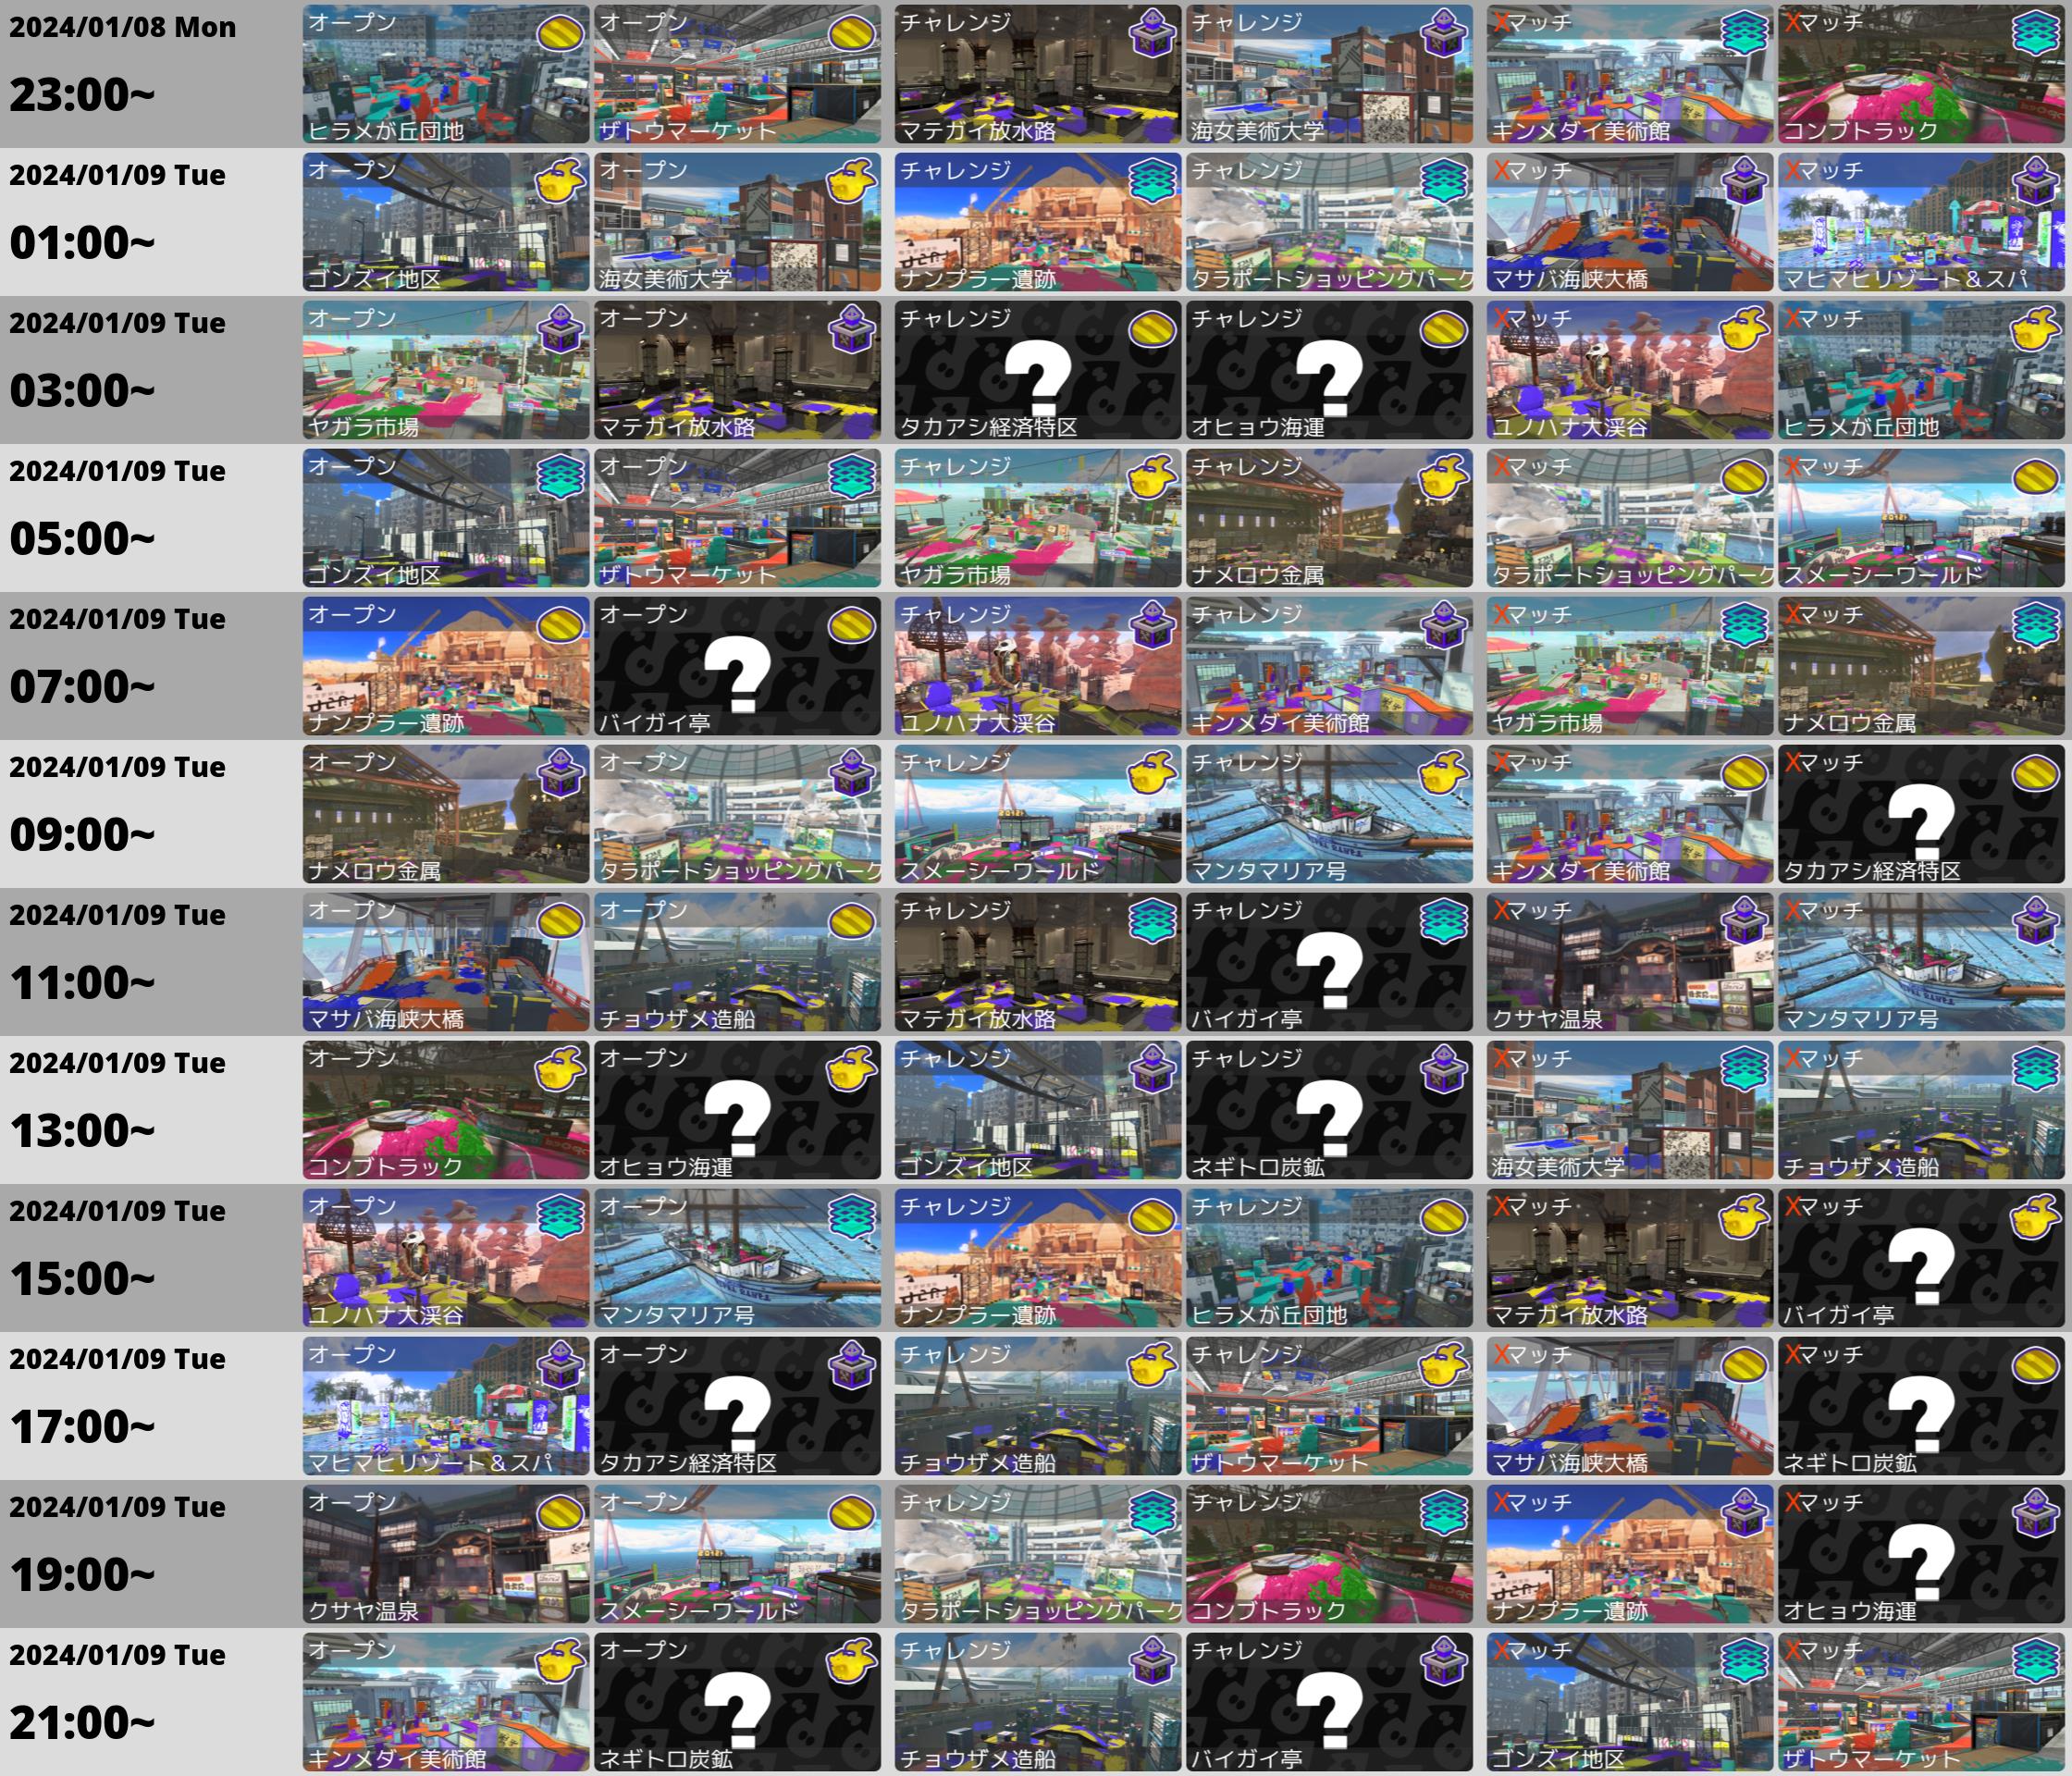 2024/01/08 Mon
23:00~
オープン
ヒラメが丘団地
オープン
ザトウマーケット
チャレンジ
マテガイ放水路
チャレンジ
海女美術大学
Xマッチ
キンメダイ美術館
Xマッチ
コンブトラック
2024/01/09 Tue
01:00~
オープン
ゴンズイ地区
オープン
海女美術大学
チャレンジ
ナンプラー遺跡
チャレンジ
タラポートショッピングパーク
Xマッチ
マサバ海峡大橋
Xマッチ
マヒマヒリゾート&スパ
2024/01/09 Tue
03:00~
オープン
ヤガラ市場
オープン
マテガイ放水路
チャレンジ
タカアシ経済特区
チャレンジ
オヒョウ海運
Xマッチ
ユノハナ大渓谷
Xマッチ
ヒラメが丘団地
2024/01/09 Tue
05:00~
オープン
ゴンズイ地区
オープン
ザトウマーケット
チャレンジ
ヤガラ市場
チャレンジ
ナメロウ金属
Xマッチ
タラポートショッピングパーク
Xマッチ
スメーシーワールド
2024/01/09 Tue
07:00~
オープン
ナンプラー遺跡
オープン
バイガイ亭
チャレンジ
ユノハナ大渓谷
チャレンジ
キンメダイ美術館
Xマッチ
ヤガラ市場
Xマッチ
ナメロウ金属
2024/01/09 Tue
09:00~
オープン
ナメロウ金属
オープン
タラポートショッピングパーク
チャレンジ
スメーシーワールド
チャレンジ
マンタマリア号
Xマッチ
キンメダイ美術館
Xマッチ
タカアシ経済特区
2024/01/09 Tue
11:00~
オープン
マサバ海峡大橋
オープン
チョウザメ造船
チャレンジ
マテガイ放水路
チャレンジ
バイガイ亭
Xマッチ
クサヤ温泉
Xマッチ
マンタマリア号
2024/01/09 Tue
13:00~
オープン
コンブトラック
オープン
オヒョウ海運
チャレンジ
ゴンズイ地区
チャレンジ
ネギトロ炭鉱
Xマッチ
海女美術大学
Xマッチ
チョウザメ造船
2024/01/09 Tue
15:00~
オープン
ユノハナ大渓谷
オープン
マンタマリア号
チャレンジ
ナンプラー遺跡
チャレンジ
ヒラメが丘団地
Xマッチ
マテガイ放水路
Xマッチ
バイガイ亭
2024/01/09 Tue
17:00~
オープン
マヒマヒリゾート&スパ
オープン
タカアシ経済特区
チャレンジ
チョウザメ造船
チャレンジ
ザトウマーケット
Xマッチ
マサバ海峡大橋
Xマッチ
ネギトロ炭鉱
2024/01/09 Tue
19:00~
オープン
クサヤ温泉
オープン
スメーシーワールド
チャレンジ
タラポートショッピングパーク
チャレンジ
コンブトラック
Xマッチ
ナンプラー遺跡
Xマッチ
オヒョウ海運
2024/01/09 Tue
21:00~
オープン
キンメダイ美術館
オープン
ネギトロ炭鉱
チャレンジ
チョウザメ造船
チャレンジ
バイガイ亭
Xマッチ
ゴンズイ地区
Xマッチ
ザトウマーケット